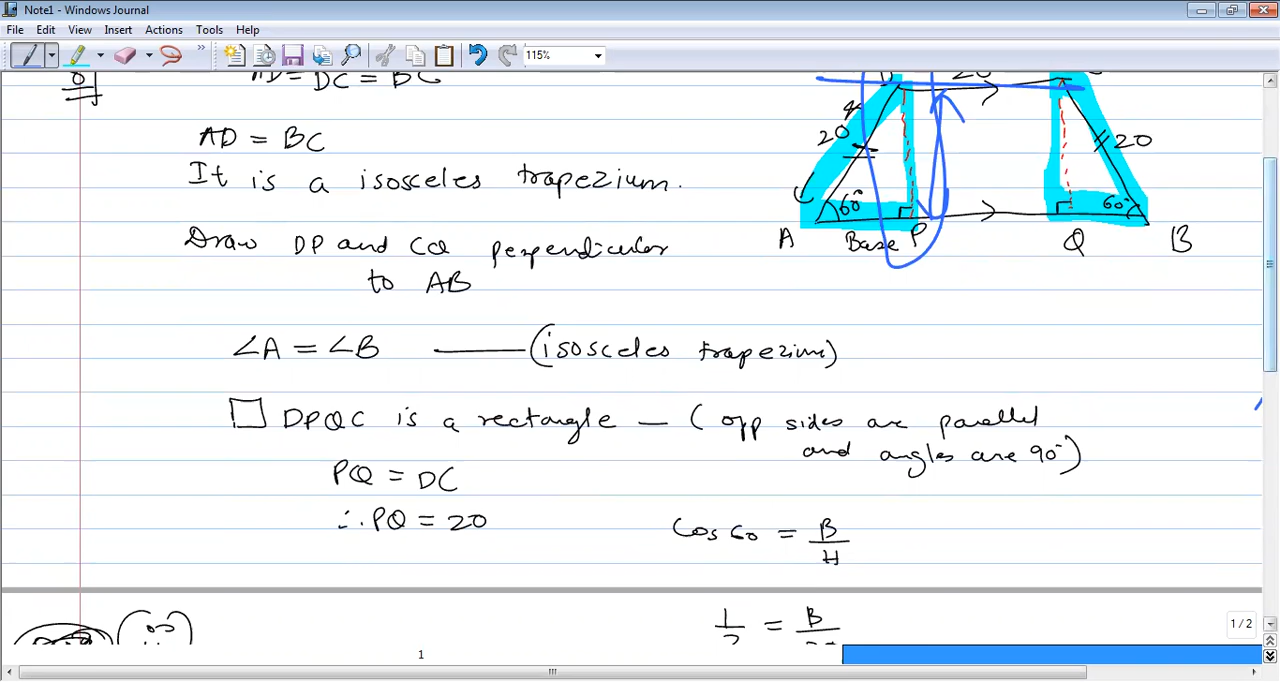 Note1 - Windows Journal
File Edit View Insert Actions Tools Help
115%
AD = DC = BC
20
AD = BC
20
20
It is a isosceles trapezium.
60°
60°
A Base P Q B
Draw DP and CQ perpendicular
to AB
∠A = ∠B —— (isosceles trapezium)
□ DPQC is a rectangle — ( opp sides are parallel
and angles are 90°)
PQ = DC
∴ PQ = 20
Cos 60 = B
H
1 = B
1 / 2
1